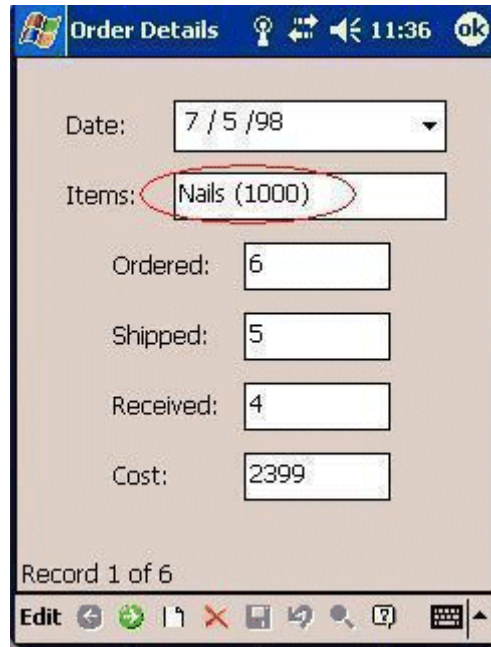 Order Details 11:36 ok
Date: 7 / 5 /98
Items: Nails (1000)
Ordered: 6
Shipped: 5
Received: 4
Cost: 2399
Record 1 of 6
Edit